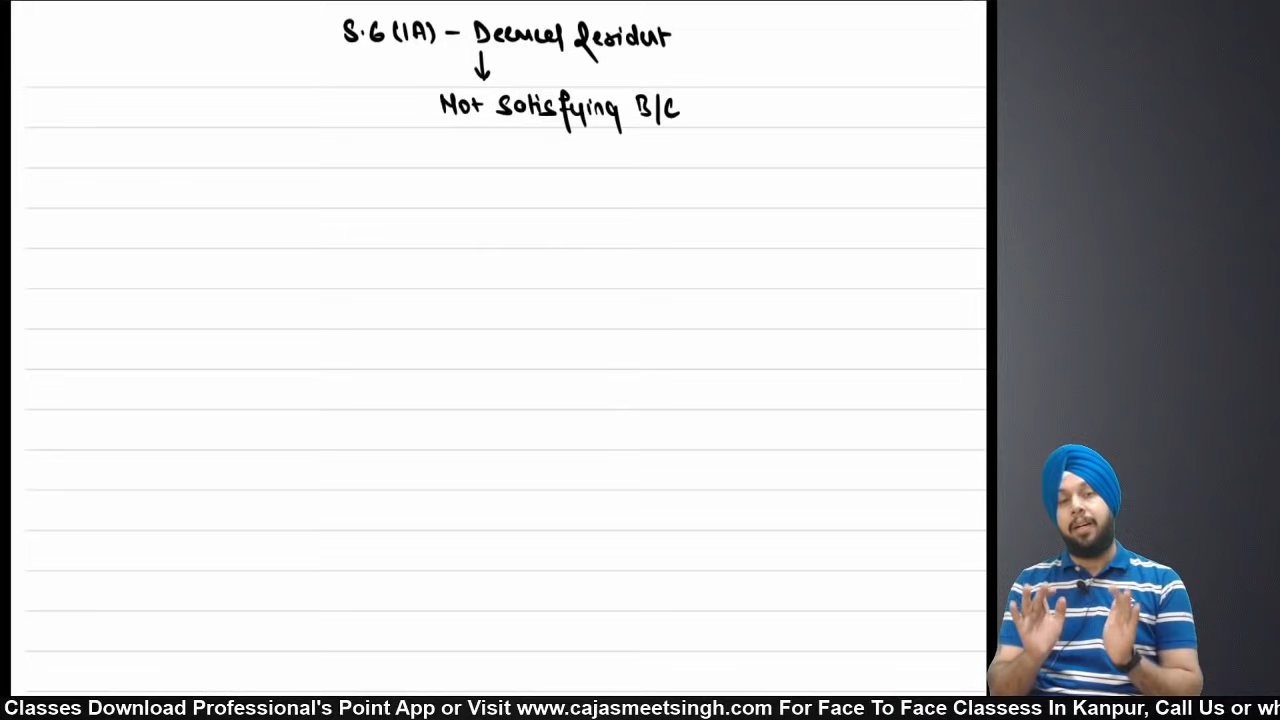 S.6 (1A) - Deemed Resident
↓
Not Satisfying B/C
Classes Download Professional's Point App or Visit www.cajasmeetsingh.com For Face To Face Classess In Kanpur, Call Us or wh